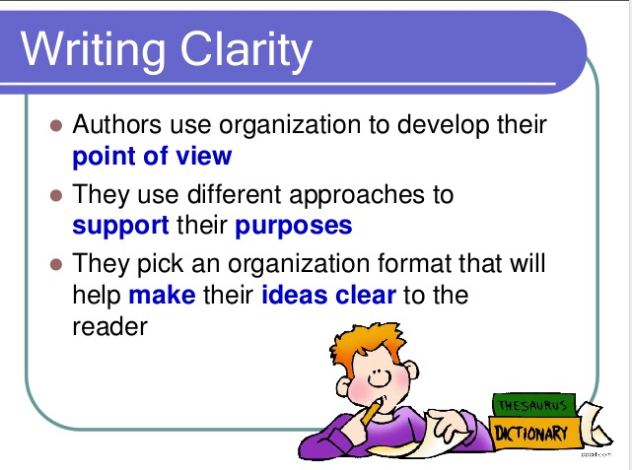 Writing Clarity
Authors use organization to develop their
point of view
They use different approaches to
support their purposes
They pick an organization format that will
help make their ideas clear to the
reader
THESAURUS
DICTIONARY